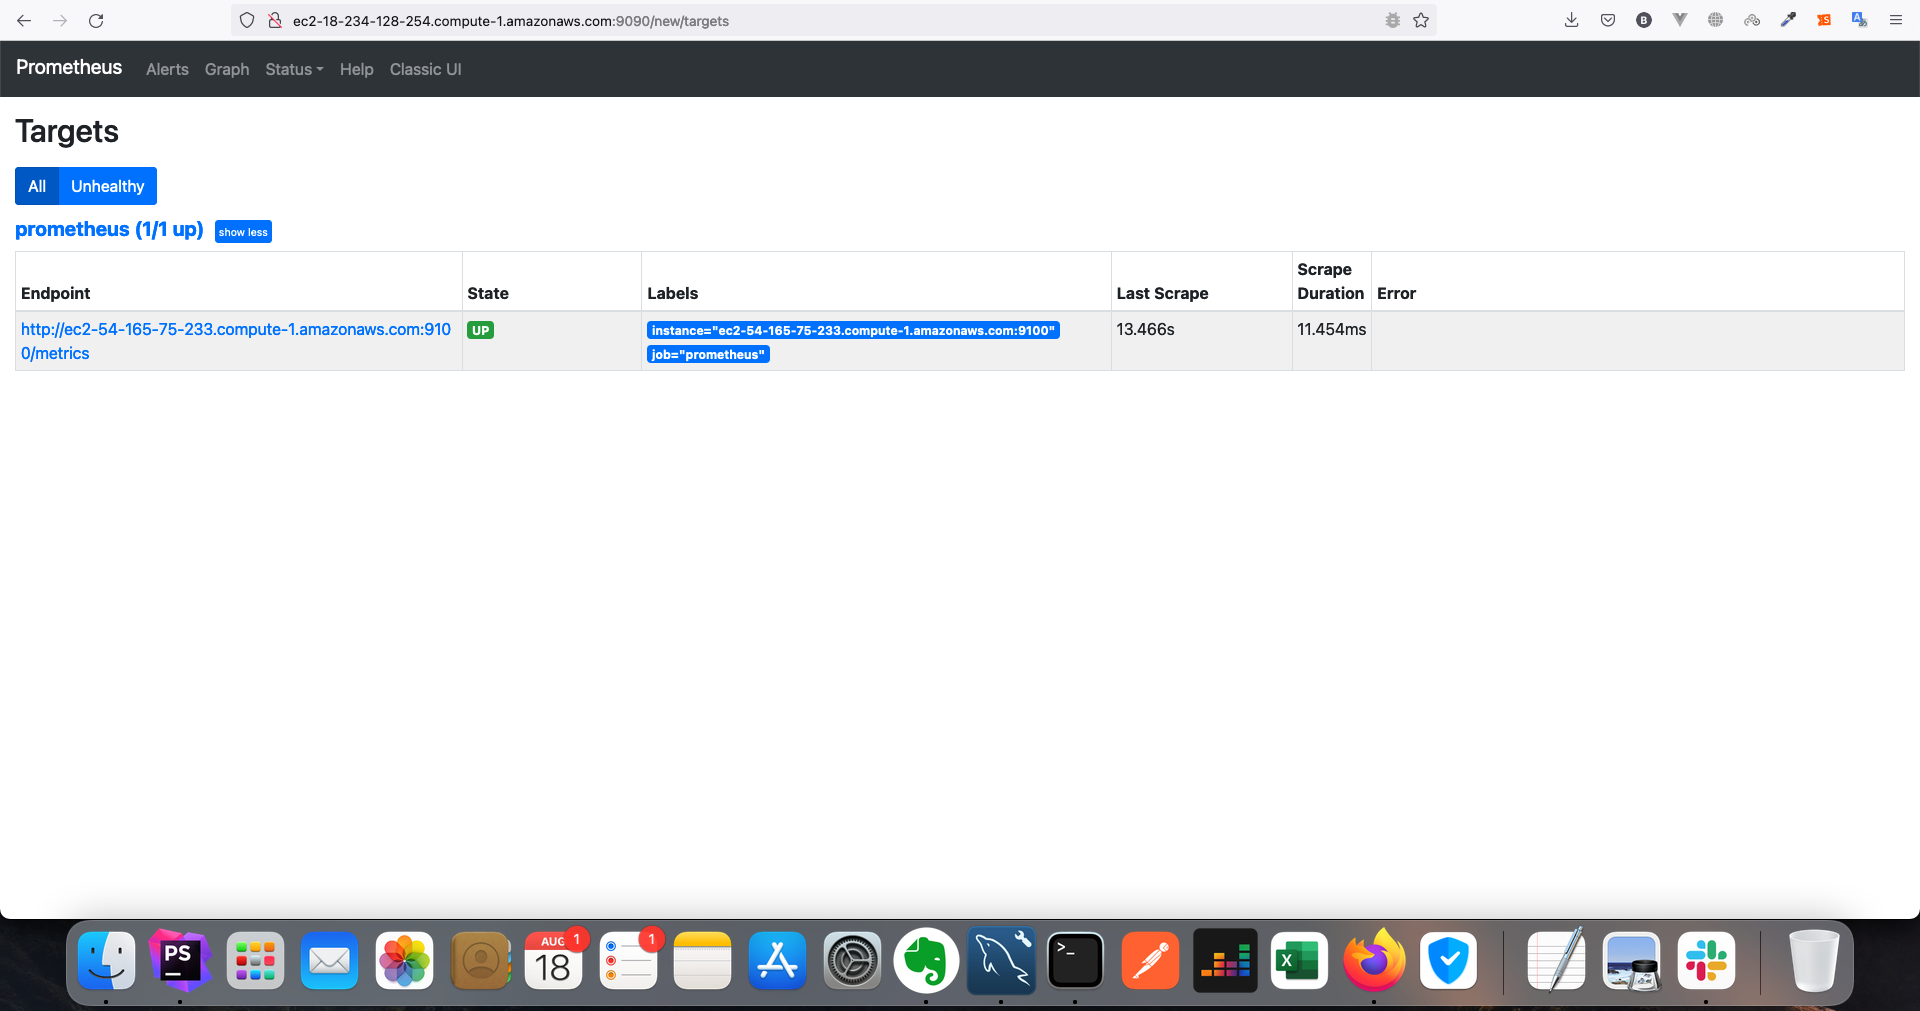 ec2-18-234-128-254.compute-1.amazonaws.com:9090/new/targets
Prometheus Alerts Graph Status Help Classic UI
Targets
All Unhealthy
prometheus (1/1 up) show less
Endpoint State Labels Last Scrape Scrape Duration Error
http://ec2-54-165-75-233.compute-1.amazonaws.com:910 UP instance="ec2-54-165-75-233.compute-1.amazonaws.com:9100" 13.466s 11.454ms
0/metrics job="prometheus"
PS
AUG 1
18
1
>_
X